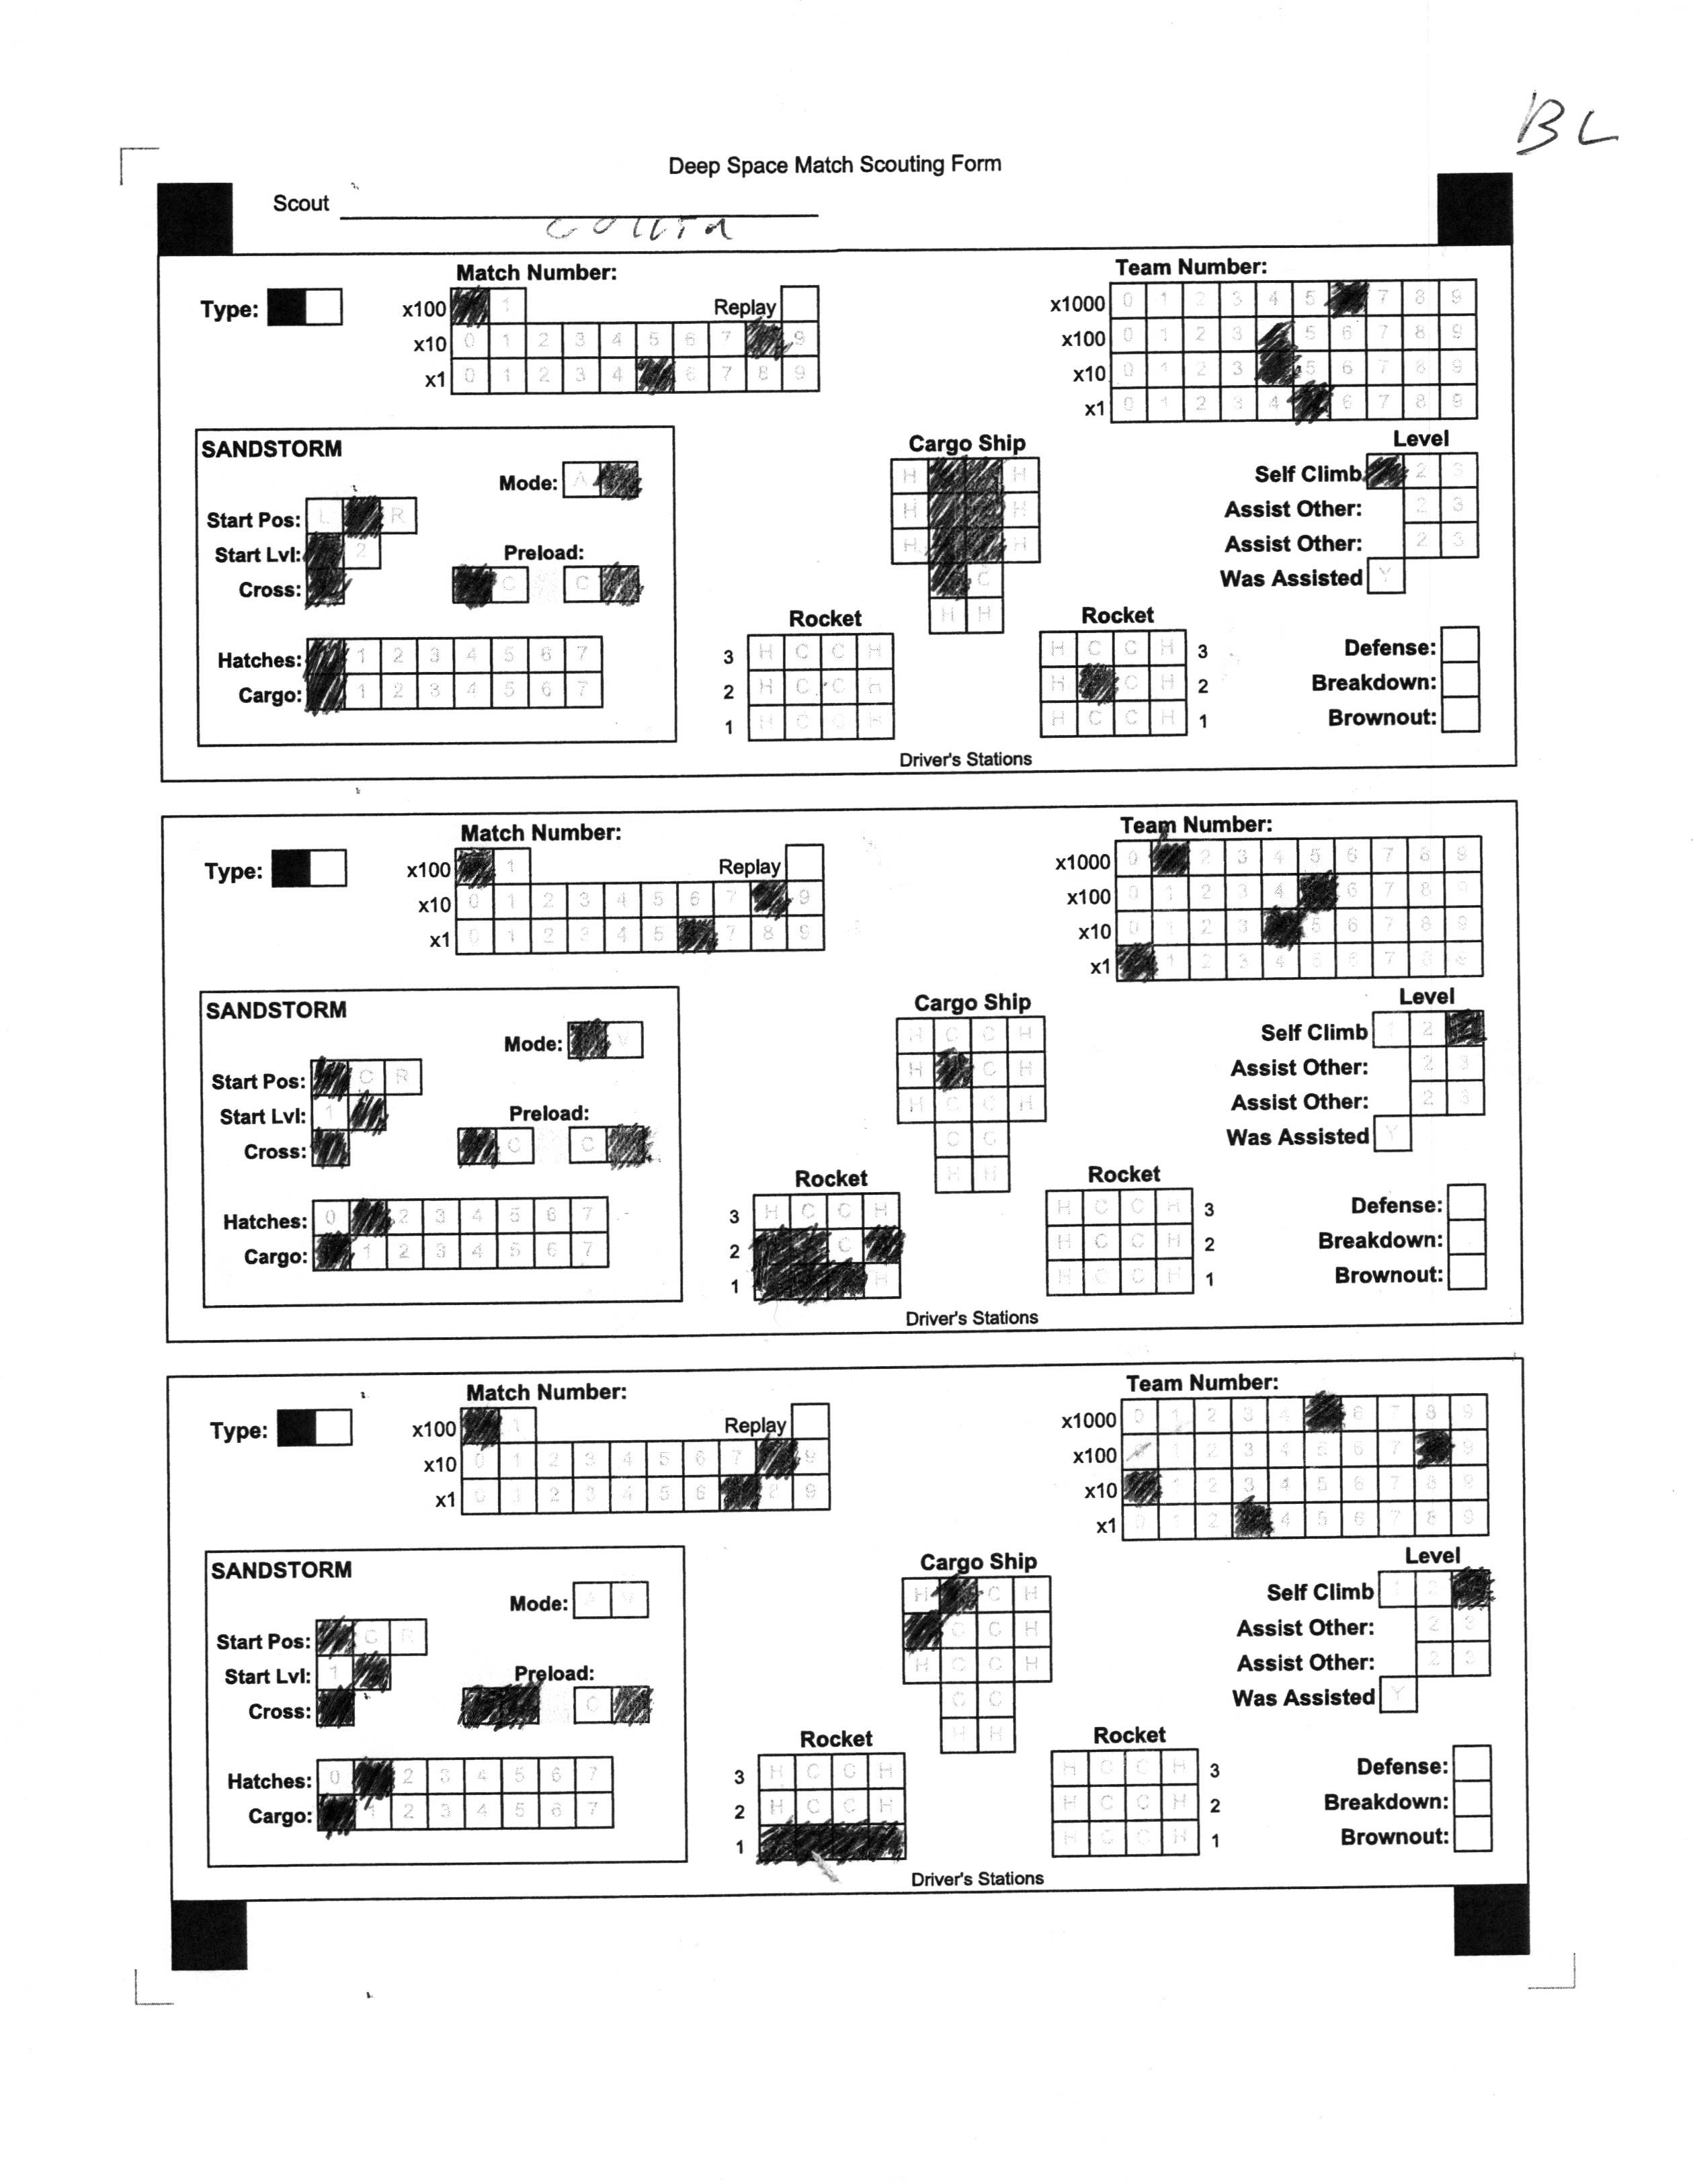 BL
Deep Space Match Scouting Form
Scout Collin
Match Number:
Team Number:
Type:
x100 1
Replay
x10 0 1 2 3 4 5 6 7 9
x1 0 1 2 3 4 6 7 8 9
x1000 0 1 2 3 4 5 7 8 9
x100 0 1 2 3 5 6 7 8 9
x10 0 1 2 3 5 6 7 8 9
x1 0 1 2 3 4 6 7 8 9
SANDSTORM
Mode: A
Start Pos: L R
Start Lvl: 2
Cross:
Preload:
C C
Hatches: 1 2 3 4 5 6 7
Cargo: 1 2 3 4 5 6 7
Cargo Ship
H H
H H
H H
C
H H
Rocket
3 H C C H
2 H C C H
1 H C C H
Rocket
H C C H 3
H C H 2
H C C H 1
Driver's Stations
Level
Self Climb 2 3
Assist Other: 2 3
Assist Other: 2 3
Was Assisted Y
Defense:
Breakdown:
Brownout:
Match Number:
Team Number:
Type:
x100 1
Replay
x10 0 1 2 3 4 5 6 7 9
x1 0 1 2 3 4 5 7 8 9
x1000 0 2 3 4 5 6 7 8 9
x100 0 1 2 3 4 6 7 8 9
x10 0 1 2 3 5 6 7 8 9
x1 1 2 3 4 5 6 7 8 9
SANDSTORM
Mode: V
Start Pos: C R
Start Lvl: 1
Cross:
Preload:
C C
Hatches: 0 2 3 4 5 6 7
Cargo: 1 2 3 4 5 6 7
Cargo Ship
H C C H
H C H
H C C H
C C
H H
Rocket
3 H C C H
2 C
1 H
Rocket
H C C H 3
H C C H 2
H C C H 1
Driver's Stations
Level
Self Climb 1 2
Assist Other: 2 3
Assist Other: 2 3
Was Assisted Y
Defense:
Breakdown:
Brownout:
Match Number:
Team Number:
Type:
x100 1
Replay
x10 0 1 2 3 4 5 6 7 9
x1 0 1 2 3 4 5 6 8 9
x1000 0 1 2 3 4 6 7 8 9
x100 1 2 3 4 5 6 7 9
x10 1 2 3 4 5 6 7 8 9
x1 0 1 2 4 5 6 7 8 9
SANDSTORM
Mode: A V
Start Pos: C R
Start Lvl: 1
Cross:
Preload:
C
Hatches: 0 2 3 4 5 6 7
Cargo: 1 2 3 4 5 6 7
Cargo Ship
H C H
C C H
H C C H
C C
H H
Rocket
3 H C C H
2 H C C H
1
Rocket
H C C H 3
H C C H 2
H C C H 1
Driver's Stations
Level
Self Climb 1 2
Assist Other: 2 3
Assist Other: 2 3
Was Assisted Y
Defense:
Breakdown:
Brownout: